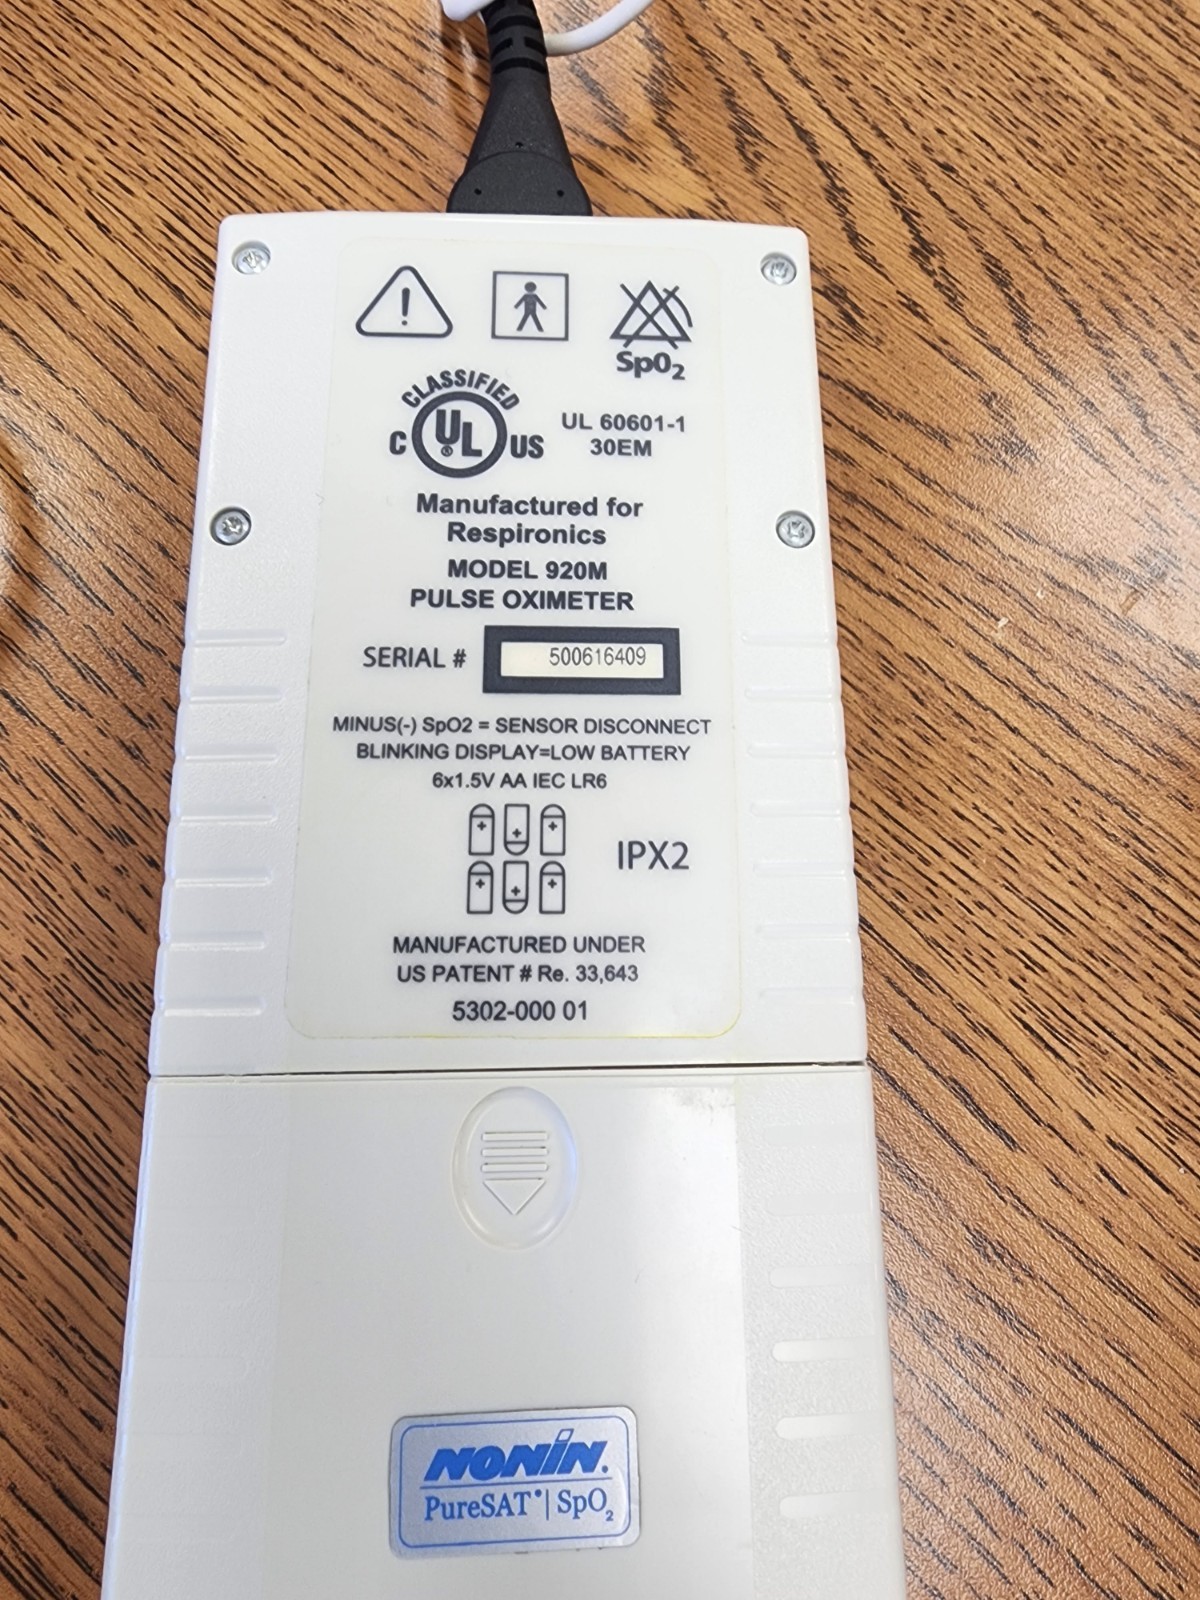 SpO2
CLASSIFIED
C UL® US
UL 60601-1
30EM
Manufactured for
Respironics
MODEL 920M
PULSE OXIMETER
SERIAL # 500616409
MINUS(-) SpO2 = SENSOR DISCONNECT
BLINKING DISPLAY=LOW BATTERY
6x1.5V AA IEC LR6
IPX2
MANUFACTURED UNDER
US PATENT # Re. 33,643
5302-000 01
NONIN.
PureSAT® | SpO2